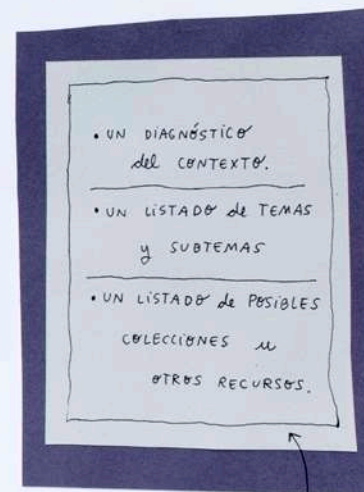 • UN DIAGNÓSTICO
del CONTEXTO.
• UN LISTADO de TEMAS
y SUBTEMAS
• UN LISTADO de POSIBLES
COLECCIONES u
OTROS RECURSOS.